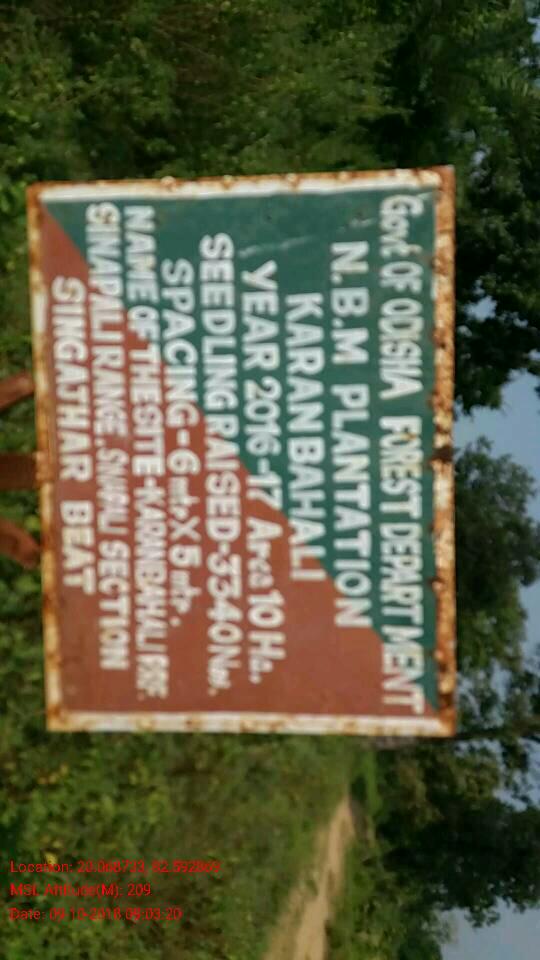 Govt OF ODISHA FOREST DEPARTMENT
N.B.M PLANTATION
KARANBAHALI
YEAR 2016-17 Area 10 Ha.
SEEDLING RAISED-3340 No.
SPACING-6 mtr X 5 mtr.
NAME OF THE SITE-KARANBAHALI
SINAPALI RANGE, SINAPALI SECTION
SINGATHAR BEAT
Location: 20.068733, 82.592869
MSL Altitude(M): 209
Date: 09-10-2018 09:03:20